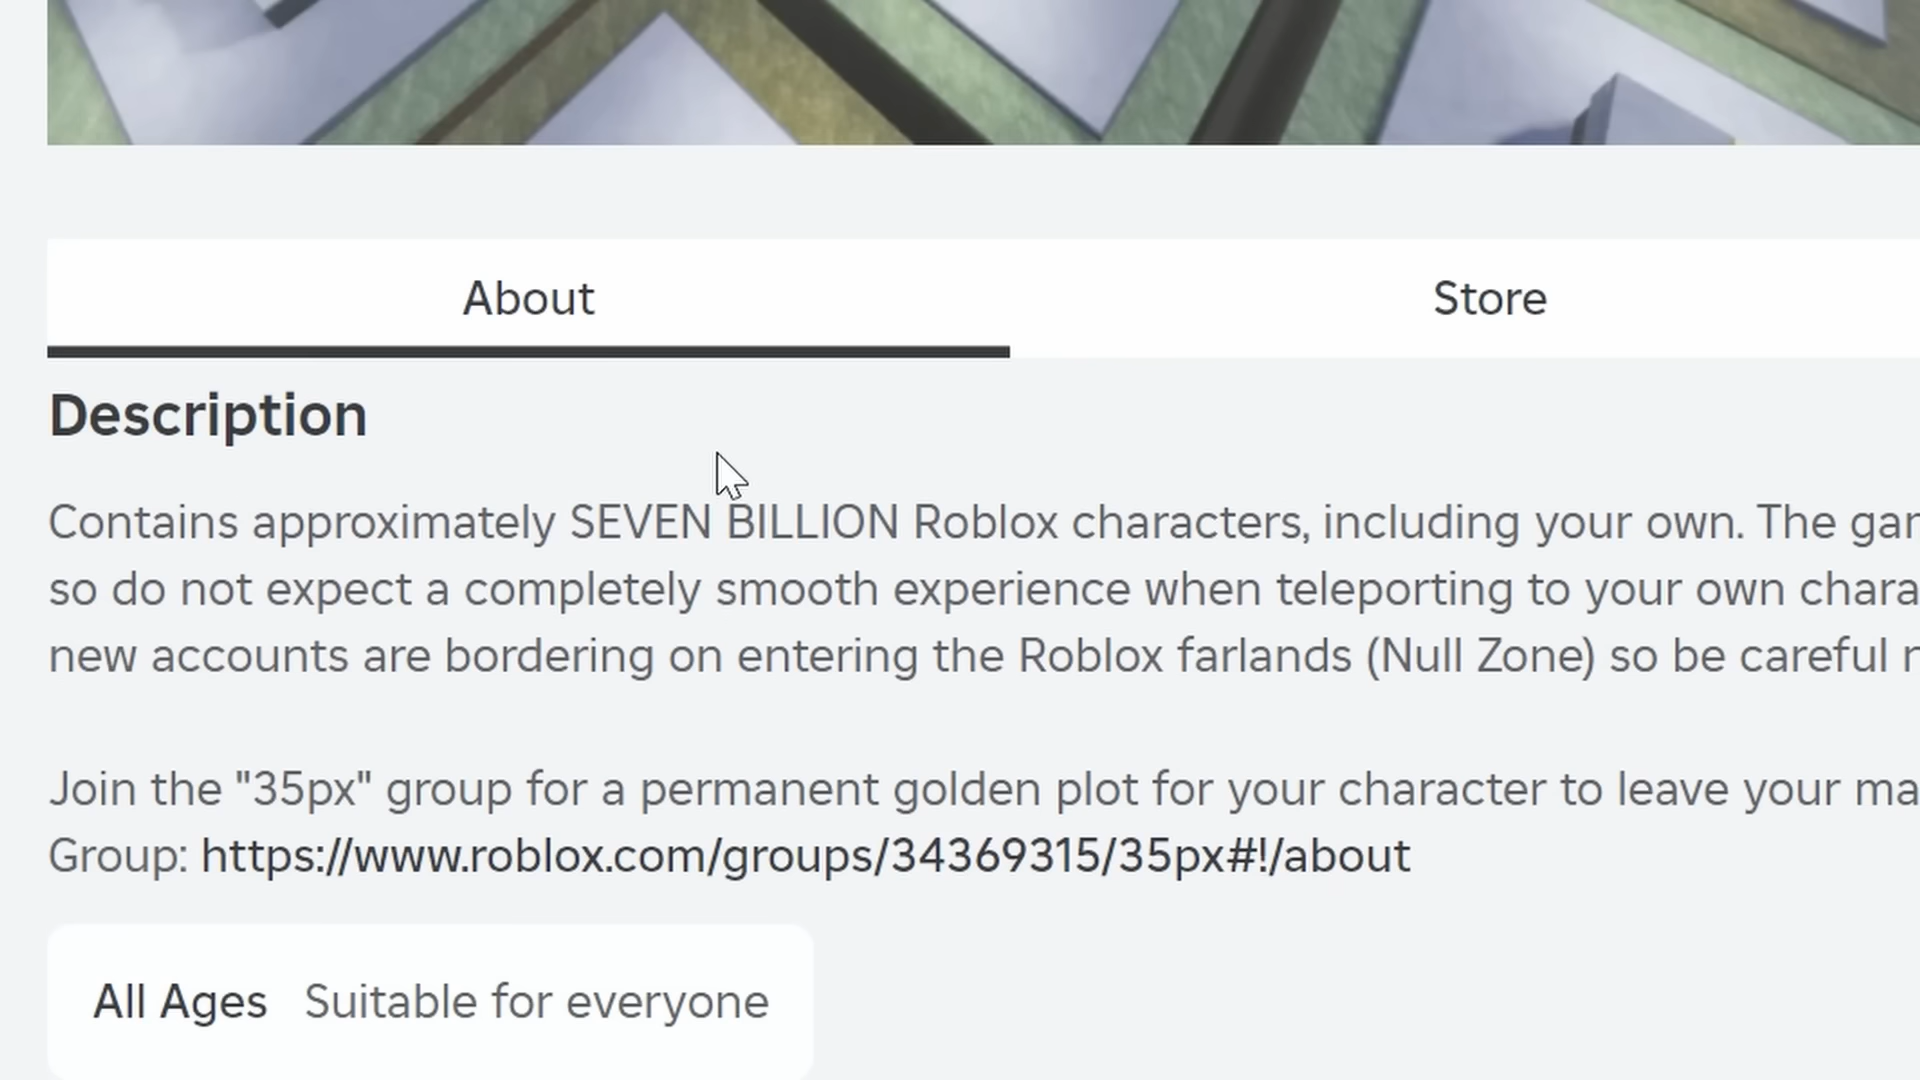 About
Store
Description
Contains approximately SEVEN BILLION Roblox characters, including your own. The
so do not expect a completely smooth experience when teleporting to your own
new accounts are bordering on entering the Roblox farlands (Null Zone) so be careful
Join the "35px" group for a permanent golden plot for your character to leave your
Group: https://www.roblox.com/groups/34369315/35px#!/about
All Ages Suitable for everyone